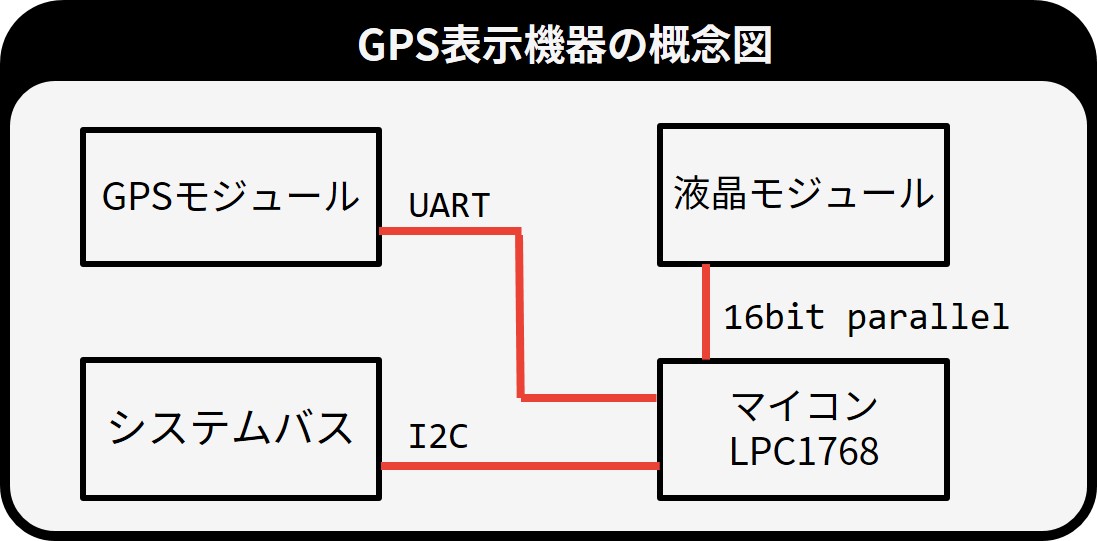 GPS表示機器の概念図
GPSモジュール
UART
液晶モジュール
16bit parallel
システムバス
I2C
マイコン
LPC1768